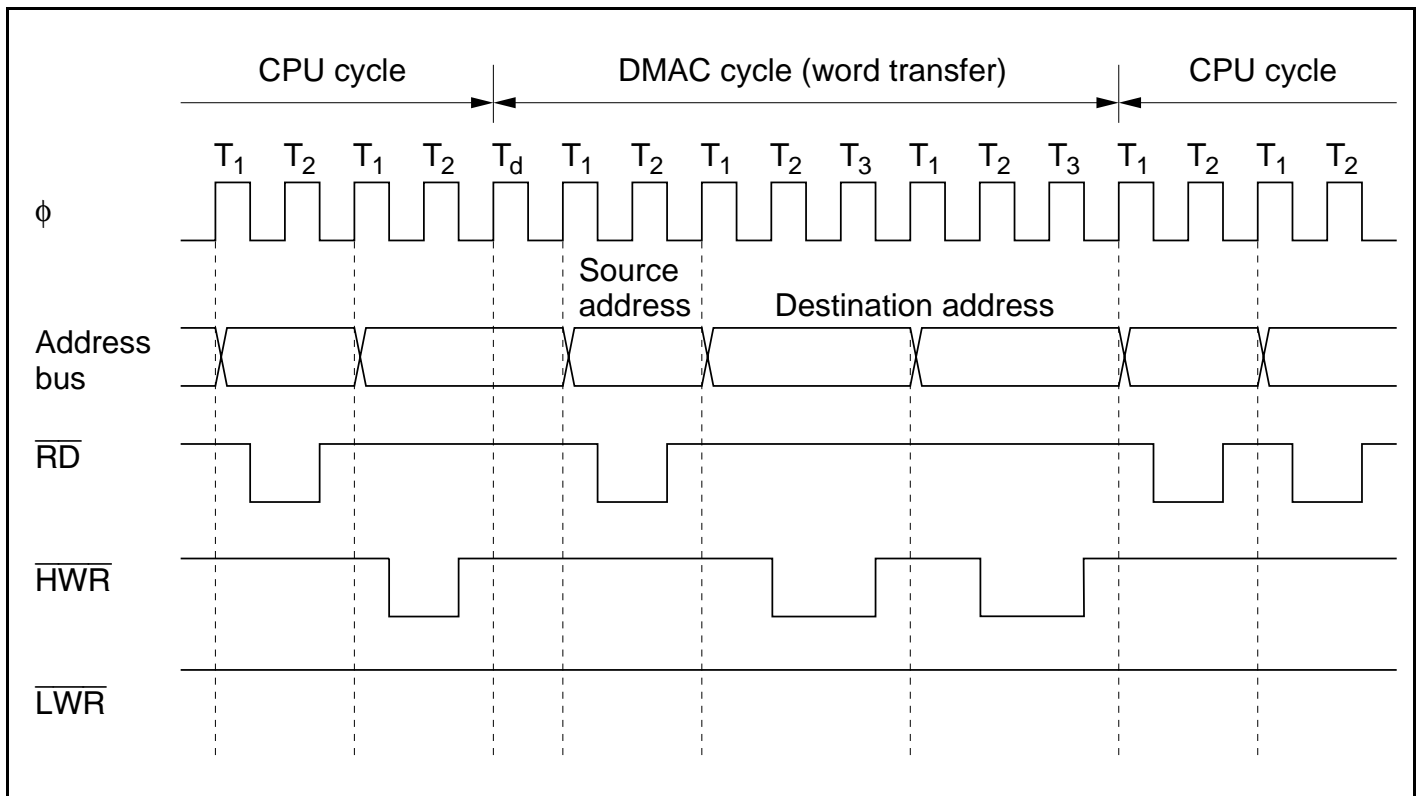 CPU cycle DMAC cycle (word transfer) CPU cycle
T1 T2 T1 T2 Td T1 T2 T1 T2 T3 T1 T2 T3 T1 T2 T1 T2
φ
Source
address Destination address
Address
bus
RD
HWR
LWR